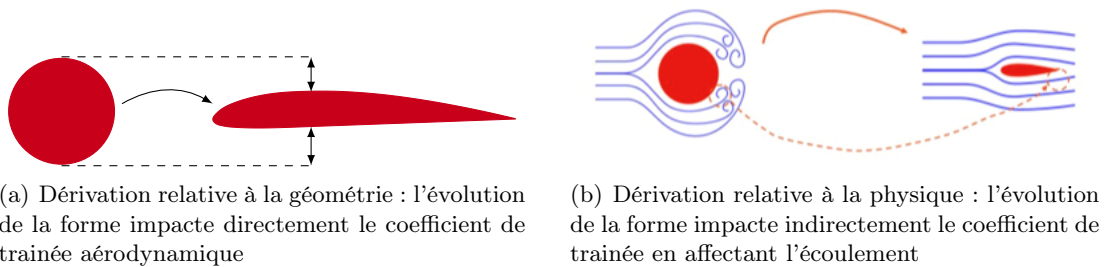 (a) Dérivation relative à la géométrie : l'évolution
de la forme impacte directement le coefficient de
trainée aérodynamique
(b) Dérivation relative à la physique : l'évolution
de la forme impacte indirectement le coefficient de
trainée en affectant l'écoulement